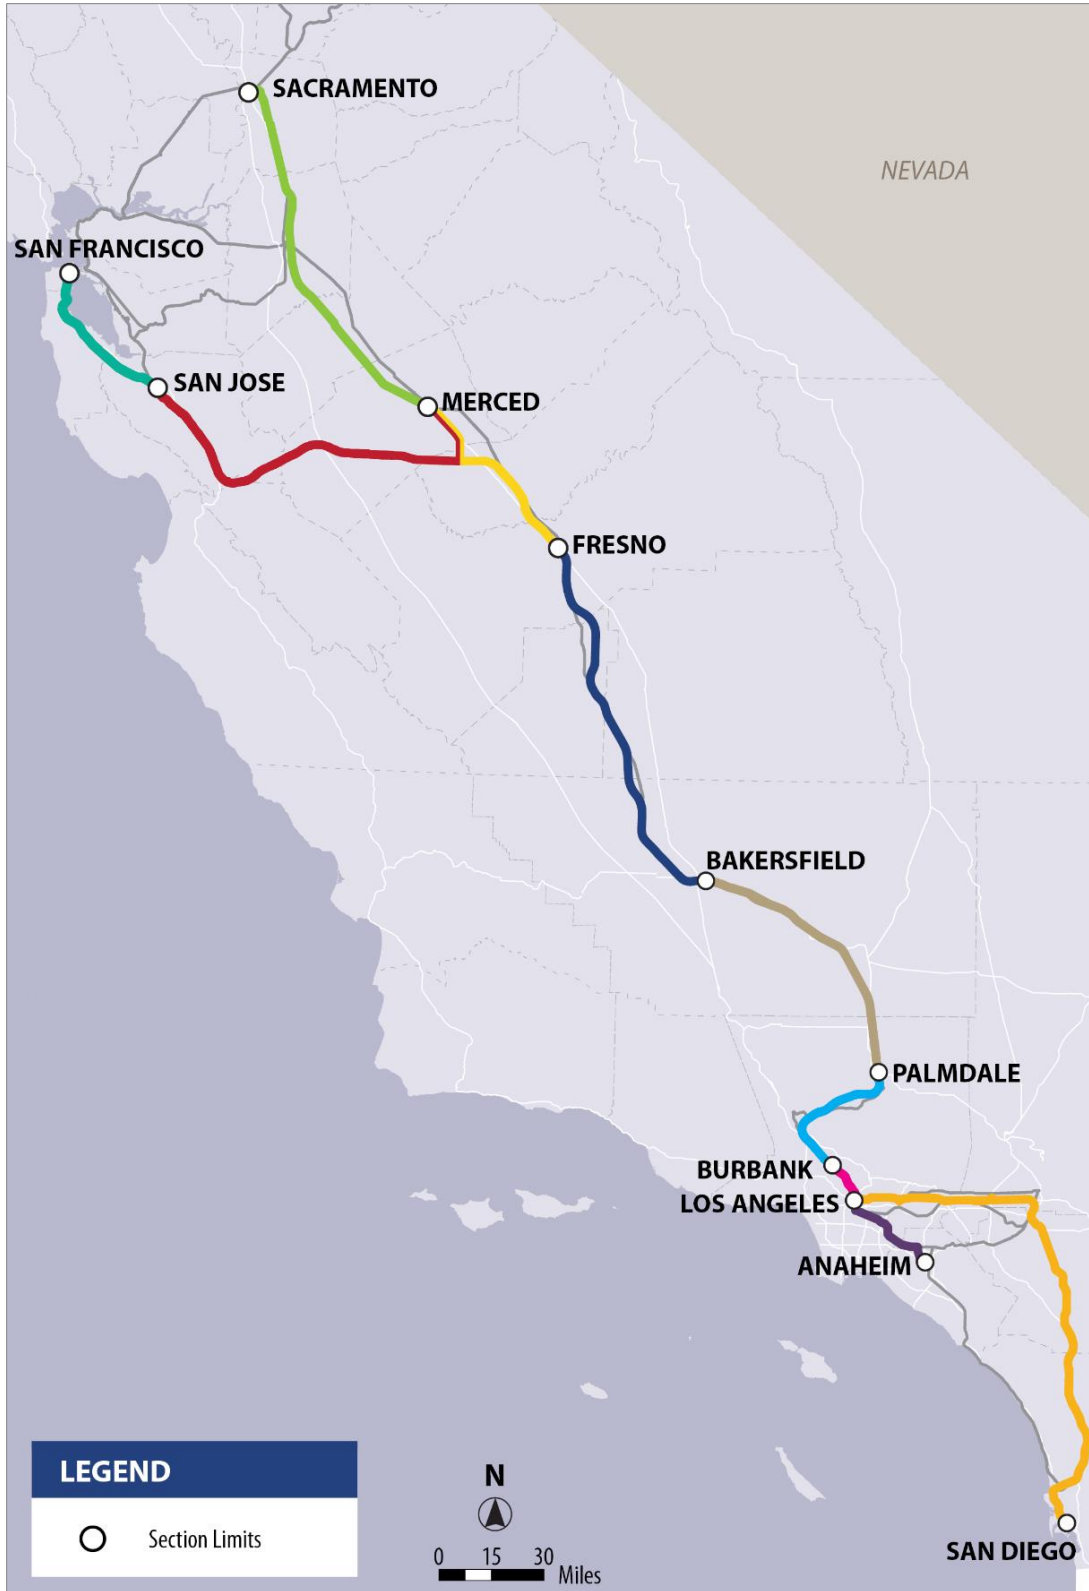 SACRAMENTO
NEVADA
SAN FRANCISCO
SAN JOSE
MERCED
FRESNO
BAKERSFIELD
PALMDALE
BURBANK
LOS ANGELES
ANAHEIM
LEGEND
Section Limits
N
0 15 30
Miles
SAN DIEGO